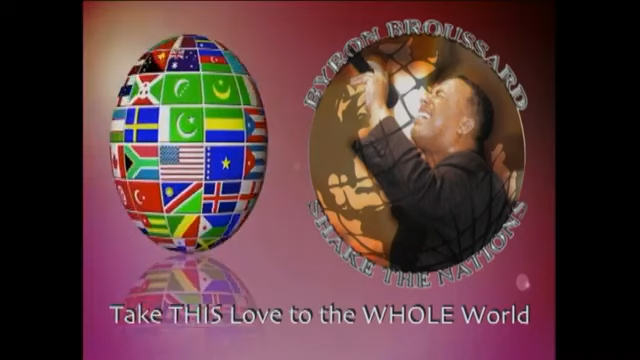 BYRON BROUSSARD
SHAKE THE NATIONS
Take THIS Love to the WHOLE World